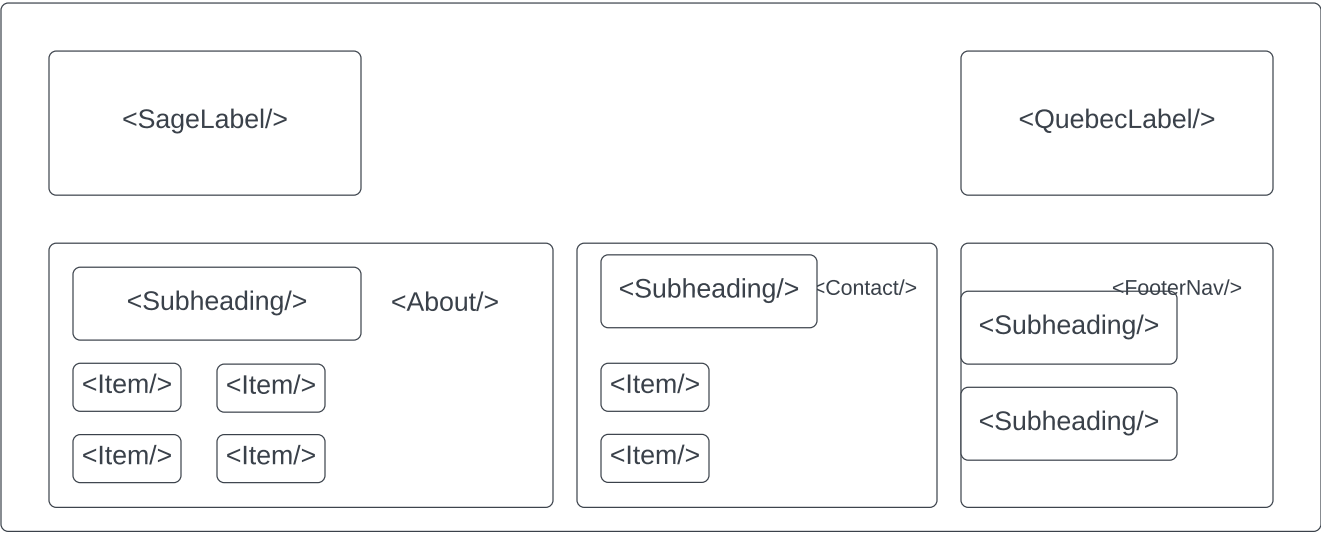 <SageLabel/>
<QuebecLabel/>
<Subheading/>
<About/>
<Item/>
<Item/>
<Item/>
<Item/>
<Subheading/>
<Contact/>
<Item/>
<Item/>
<FooterNav/>
<Subheading/>
<Subheading/>